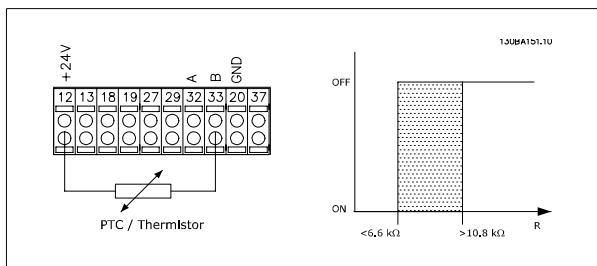 130BA151.10
+24V
A
B
GND
12 13 18 19 27 29 32 33 20 37
PTC / Thermistor
OFF
ON
<6.6 kΩ
>10.8 kΩ
R